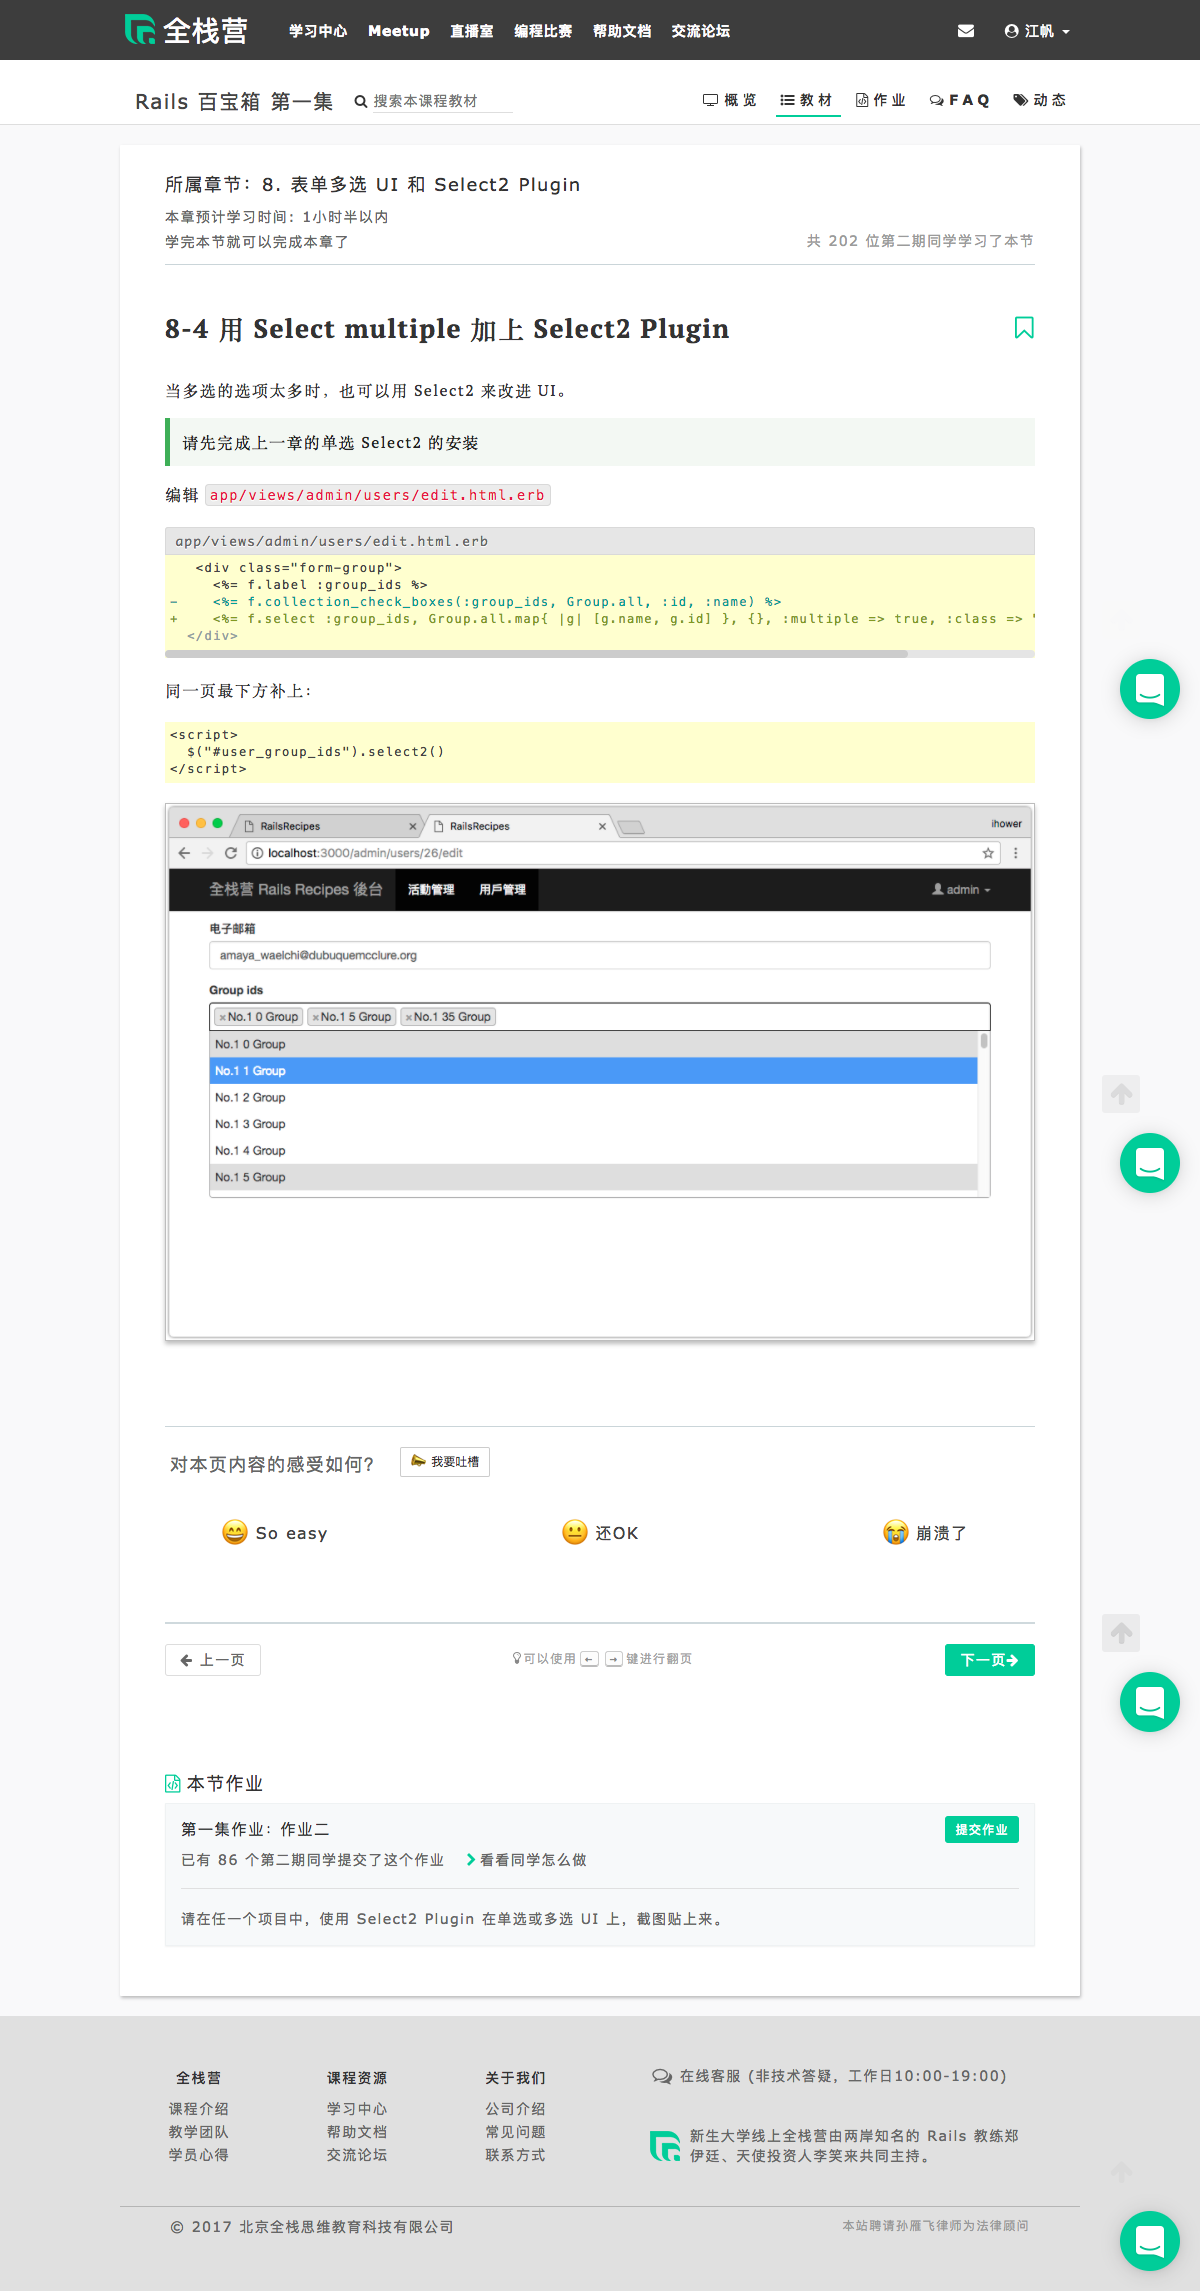 全栈营 学习中心 Meetup 直播室 编程比赛 帮助文档 交流论坛 江帆
Rails 百宝箱 第一集 搜索本课程教材 概览 教材 作业 FAQ 动态
所属章节：8. 表单多选 UI 和 Select2 Plugin
本章预计学习时间：1小时半以内
学完本节就可以完成本章了
共 202 位第二期同学学习了本节
8-4 用 Select multiple 加上 Select2 Plugin
当多选的选项太多时，也可以用 Select2 来改进 UI。
请先完成上一章的单选 Select2 的安装
编辑 app/views/admin/users/edit.html.erb
app/views/admin/users/edit.html.erb
<div class="form-group">
<%= f.label :group_ids %>
- <%= f.collection_check_boxes(:group_ids, Group.all, :id, :name) %>
+ <%= f.select :group_ids, Group.all.map{ |g| [g.name, g.id] }, {}, :multiple => true, :class => "
</div>
同一页最下方补上：
<script>
$("#user_group_ids").select2()
</script>
RailsRecipes RailsRecipes ihower
localhost:3000/admin/users/26/edit
全栈营 Rails Recipes 後台 活動管理 用戶管理 admin
电子邮箱
amaya_waelchi@dubuquemcclure.org
Group ids
×No.1 0 Group ×No.1 5 Group ×No.1 35 Group
No.1 0 Group
No.1 1 Group
No.1 2 Group
No.1 3 Group
No.1 4 Group
No.1 5 Group
对本页内容的感受如何? 我要吐槽
So easy 还OK 崩溃了
上一页 可以使用 ← → 键进行翻页 下一页
本节作业
第一集作业：作业二 提交作业
已有 86 个第二期同学提交了这个作业 看看同学怎么做
请在任一个项目中，使用 Select2 Plugin 在单选或多选 UI 上，截图贴上来。
全栈营
课程介绍
教学团队
学员心得
课程资源
学习中心
帮助文档
交流论坛
关于我们
公司介绍
常见问题
联系方式
在线客服 (非技术答疑，工作日10:00-19:00)
新生大学线上全栈营由两岸知名的 Rails 教练郑
伊廷、天使投资人李笑来共同主持。
© 2017 北京全栈思维教育科技有限公司
本站聘请孙雁飞律师为法律顾问